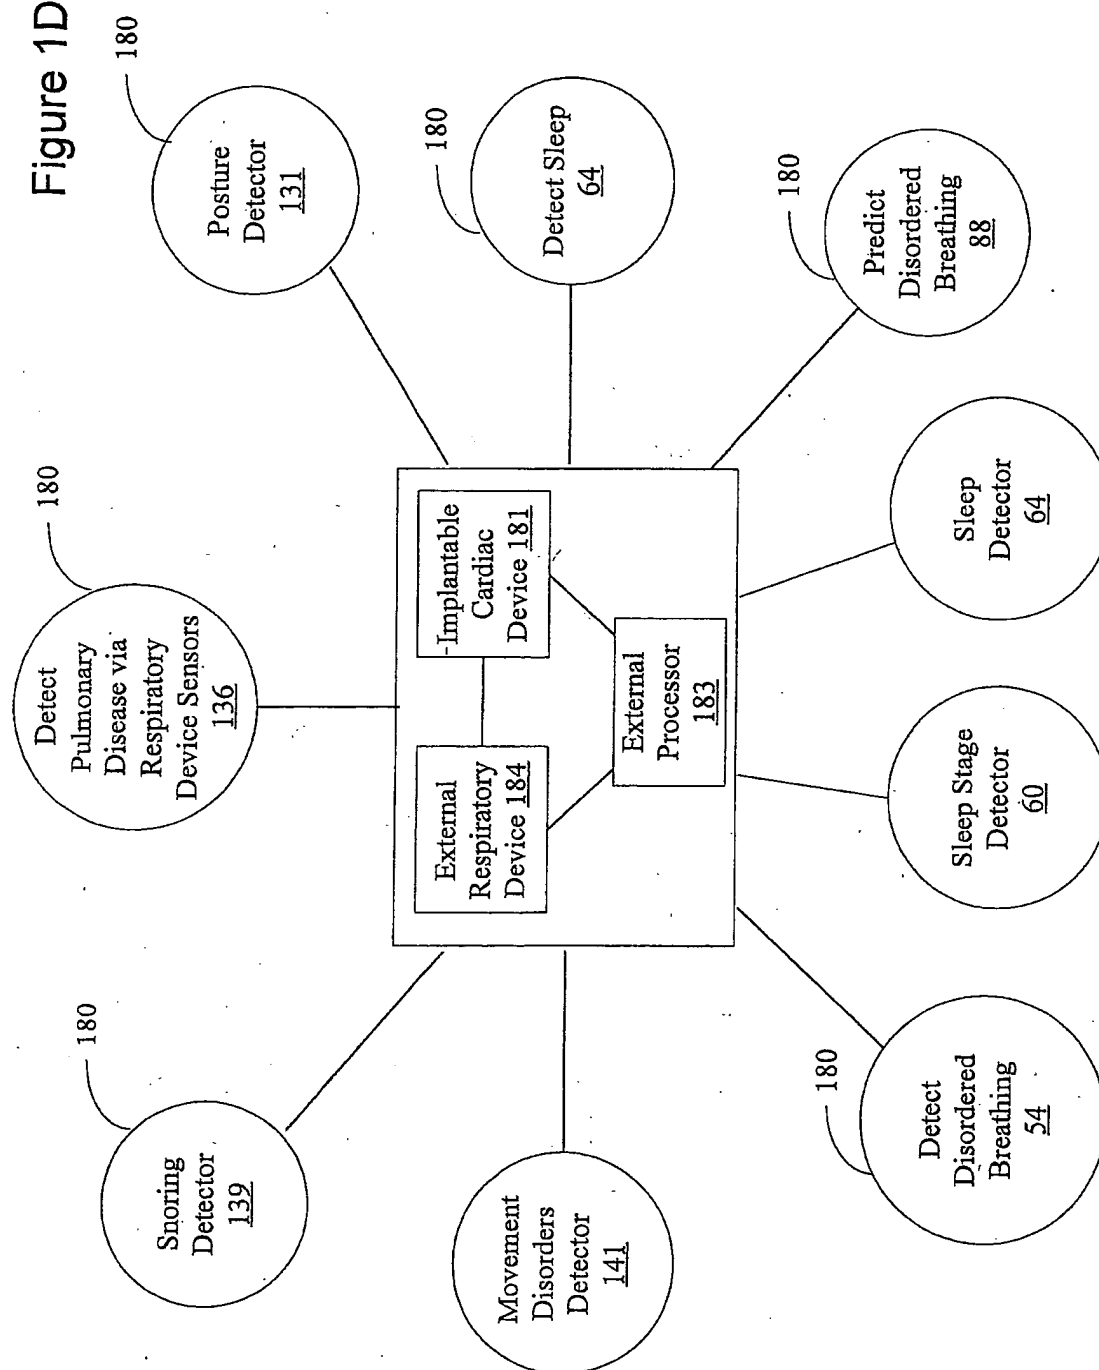 Figure 1D
180
Detect
Pulmonary
Disease via
Respiratory
Device Sensors
136
180
Snoring
Detector
139
180
Posture
Detector
131
Movement
Disorders
Detector
141
External
Respiratory
Device 184
Implantable
Cardiac
Device 181
External
Processor
183
180
Detect Sleep
64
180
Detect
Disordered
Breathing
54
Sleep Stage
Detector
60
Sleep
Detector
64
180
Predict
Disordered
Breathing
88